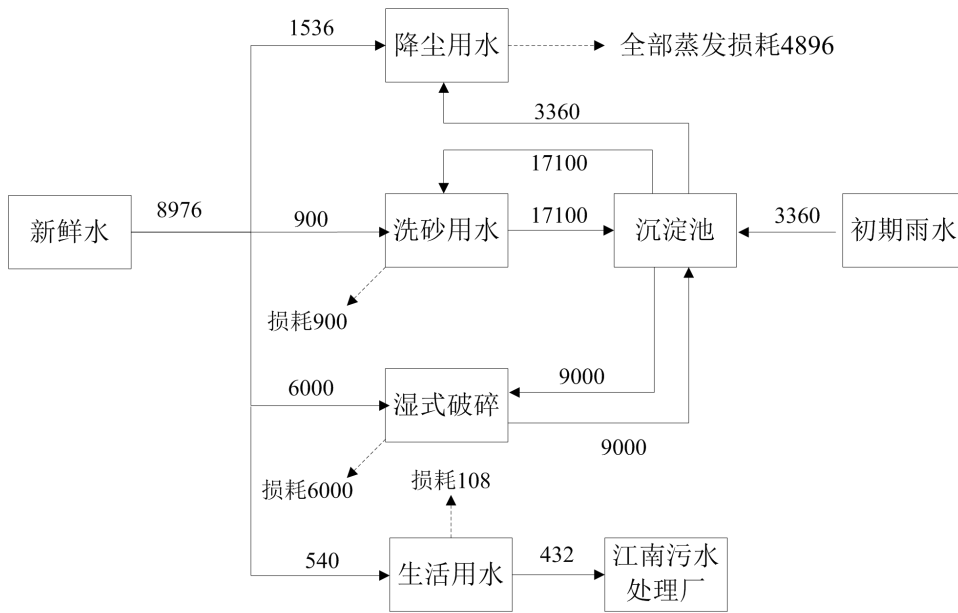 1536
降尘用水
全部蒸发损耗4896
3360
17100
新鲜水
8976
900
洗砂用水
17100
沉淀池
3360
初期雨水
损耗900
6000
湿式破碎
9000
9000
损耗6000
损耗108
540
生活用水
432
江南污水
处理厂